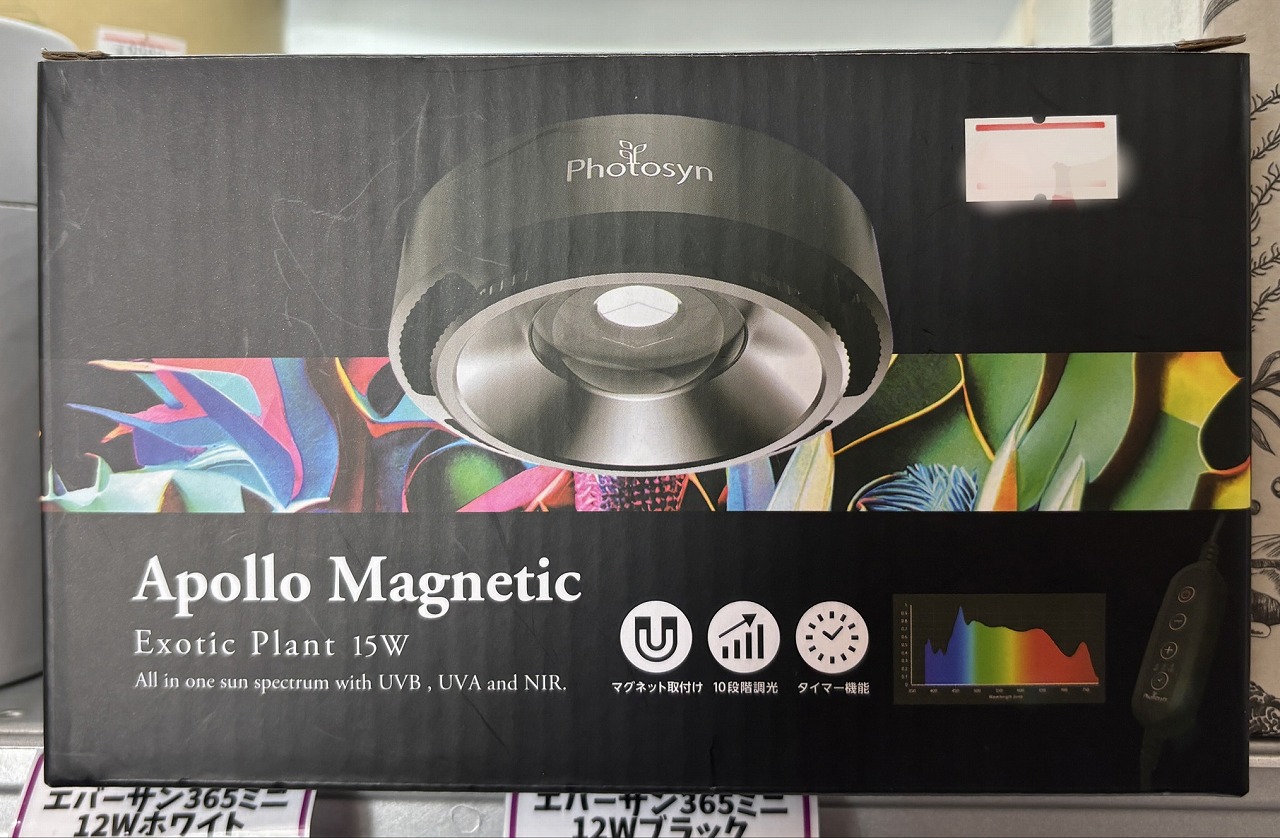 Photosyn
Apollo Magnetic
Exotic Plant 15W
All in one sun spectrum with UVB , UVA and NIR.
マグネット取付け
10段階調光
タイマー機能
エバーサン365ミニ
12Wホワイト
エバーサン365ミニ
12Wブラック